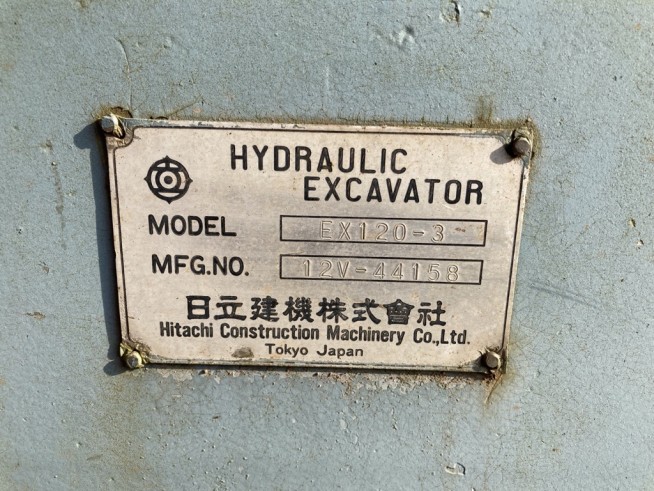 HYDRAULIC
EXCAVATOR
MODEL EX120-3
MFG.NO. 12V-44158
日立建機株式會社
Hitachi Construction Machinery Co.,Ltd.
Tokyo Japan